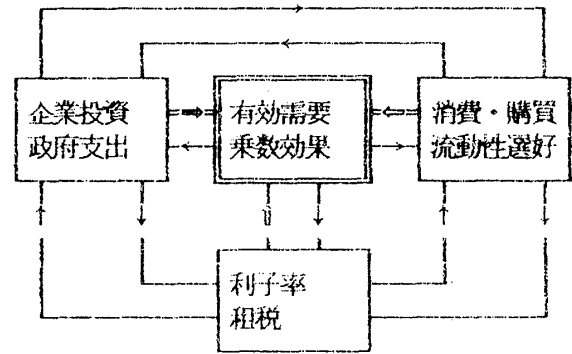 企業投資
政府支出
有効需要
乗数効果
消費・購買
流動性選好
利子率
租税